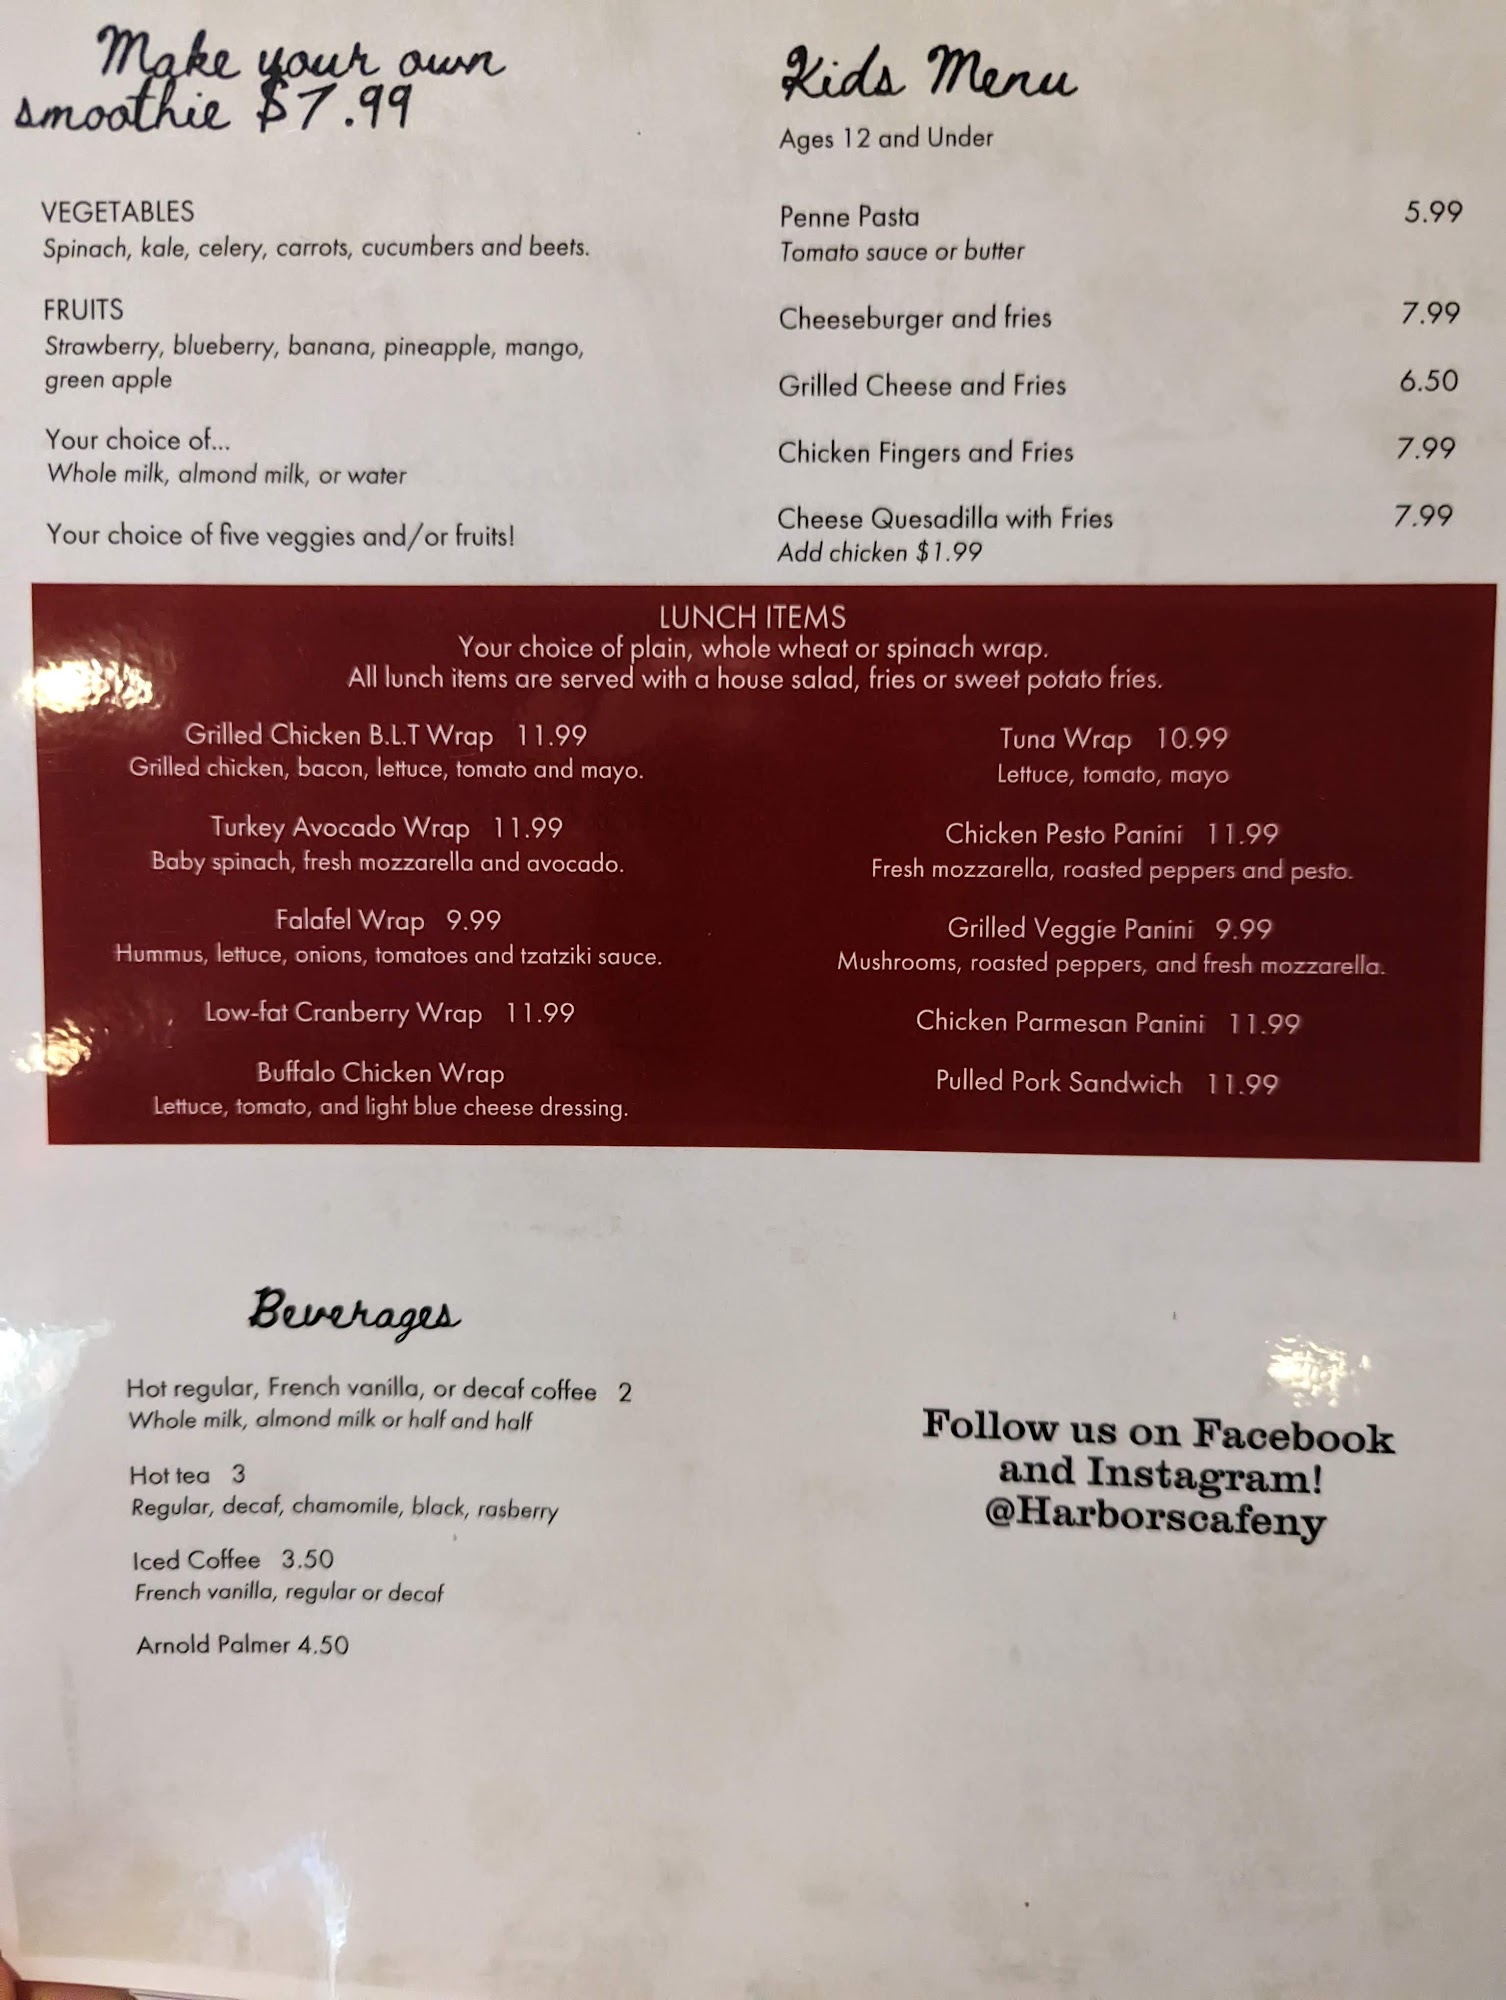 Make your own
smoothie $7.99
VEGETABLES
Spinach, kale, celery, carrots, cucumbers and beets.
FRUITS
Strawberry, blueberry, banana, pineapple, mango,
green apple
Your choice of...
Whole milk, almond milk, or water
Your choice of five veggies and/or fruits!
Kids Menu
Ages 12 and Under
Penne Pasta 5.99
Tomato sauce or butter
Cheeseburger and fries 7.99
Grilled Cheese and Fries 6.50
Chicken Fingers and Fries 7.99
Cheese Quesadilla with Fries 7.99
Add chicken $1.99
LUNCH ITEMS
Your choice of plain, whole wheat or spinach wrap.
All lunch items are served with a house salad, fries or sweet potato fries.
Grilled Chicken B.L.T Wrap 11.99
Grilled chicken, bacon, lettuce, tomato and mayo.
Turkey Avocado Wrap 11.99
Baby spinach, fresh mozzarella and avocado.
Falafel Wrap 9.99
Hummus, lettuce, onions, tomatoes and tzatziki sauce.
Low-fat Cranberry Wrap 11.99
Buffalo Chicken Wrap
Lettuce, tomato, and light blue cheese dressing.
Tuna Wrap 10.99
Lettuce, tomato, mayo
Chicken Pesto Panini 11.99
Fresh mozzarella, roasted peppers and pesto.
Grilled Veggie Panini 9.99
Mushrooms, roasted peppers, and fresh mozzarella.
Chicken Parmesan Panini 11.99
Pulled Pork Sandwich 11.99
Beverages
Hot regular, French vanilla, or decaf coffee 2
Whole milk, almond milk or half and half
Hot tea 3
Regular, decaf, chamomile, black, rasberry
Iced Coffee 3.50
French vanilla, regular or decaf
Arnold Palmer 4.50
Follow us on Facebook
and Instagram!
@Harborscafeny